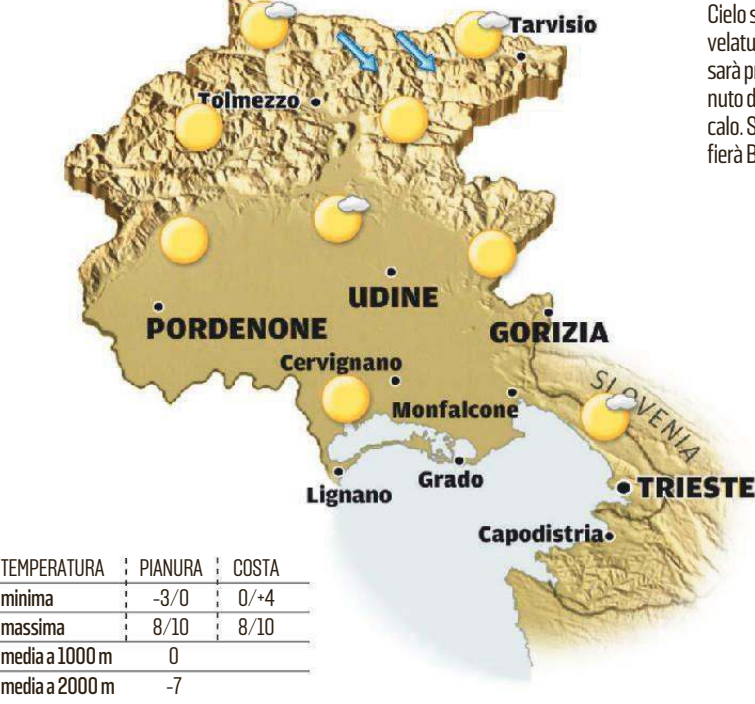 Cielo s
velatu
sarà p
nuto d
calo. S
fierà B
Tarvisio
Tolmezzo
UDINE
PORDENONE
GORIZIA
Cervignano
SLOVENIA
Monfalcone
Grado
TRIESTE
Lignano
Capodistria
TEMPERATURA PIANURA COSTA
minima -3/0 0/+4
massima 8/10 8/10
media a 1000 m 0
media a 2000 m -7